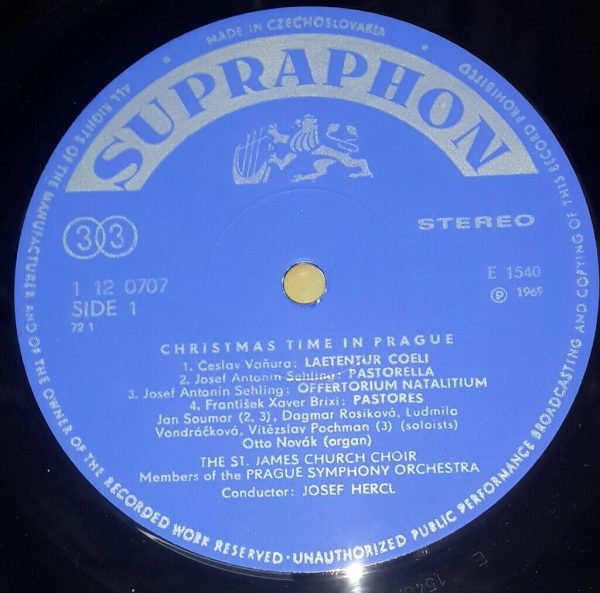 MADE IN CZECHOSLOVAKIA
SUPRAPHON
33
STEREO
1 12 0707
SIDE 1
72 1
E 1540
Ⓟ 1969
CHRISTMAS TIME IN PRAGUE
1. Česlav Vaňura: LAETENTUR COELI
2. Josef Antonín Sehling: PASTORELLA
3. Josef Antonín Sehling: OFFERTORIUM NATALITIUM
4. František Xaver Brixi: PASTORES
Jan Soumar (2, 3), Dagmar Rosíková, Ludmila
Vondráčková, Vítězslav Pochman (3) (soloists)
Otto Novák (organ)
THE ST. JAMES CHURCH CHOIR
Members of the PRAGUE SYMPHONY ORCHESTRA
Conductor: JOSEF HERCL
ALL RIGHTS OF THE MANUFACTURER AND OF THE OWNER OF THE RECORDED WORK RESERVED · UNAUTHORIZED PUBLIC PERFORMANCE BROADCASTING AND COPYING OF THIS RECORD PROHIBITED